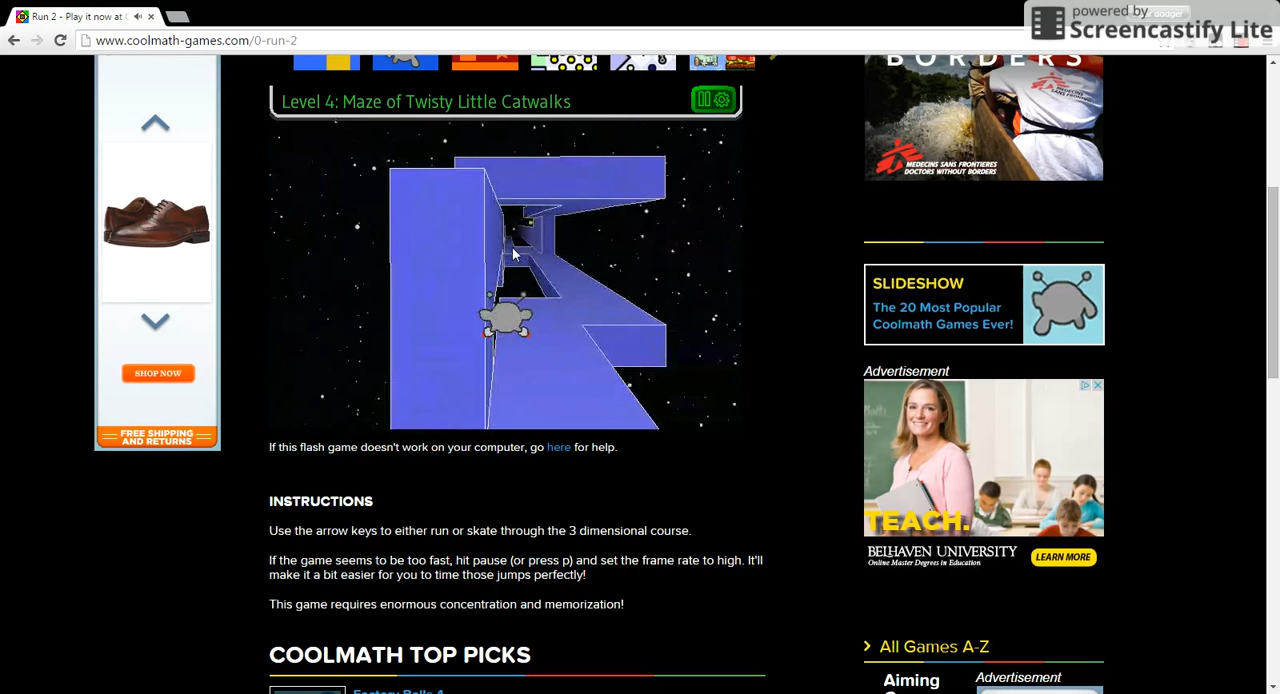 Run 2 - Play it now at C
powered by
Screencastify Lite
www.coolmath-games.com/0-run-2
BORDERS
Level 4: Maze of Twisty Little Catwalks
MEDECINS SANS FRONTIERES
DOCTORS WITHOUT BORDERS
SLIDESHOW
The 20 Most Popular
Coolmath Games Ever!
Advertisement
SHOP NOW
FREE SHIPPING
AND RETURNS
If this flash game doesn't work on your computer, go here for help.
INSTRUCTIONS
Use the arrow keys to either run or skate through the 3 dimensional course.
If the game seems to be too fast, hit pause (or press p) and set the frame rate to high. It'll
make it a bit easier for you to time those jumps perfectly!
This game requires enormous concentration and memorization!
TEACH.
BELHAVEN UNIVERSITY
Online Master Degrees in Education
LEARN MORE
COOLMATH TOP PICKS
Factory Balls 4
All Games A-Z
Aiming
Advertisement